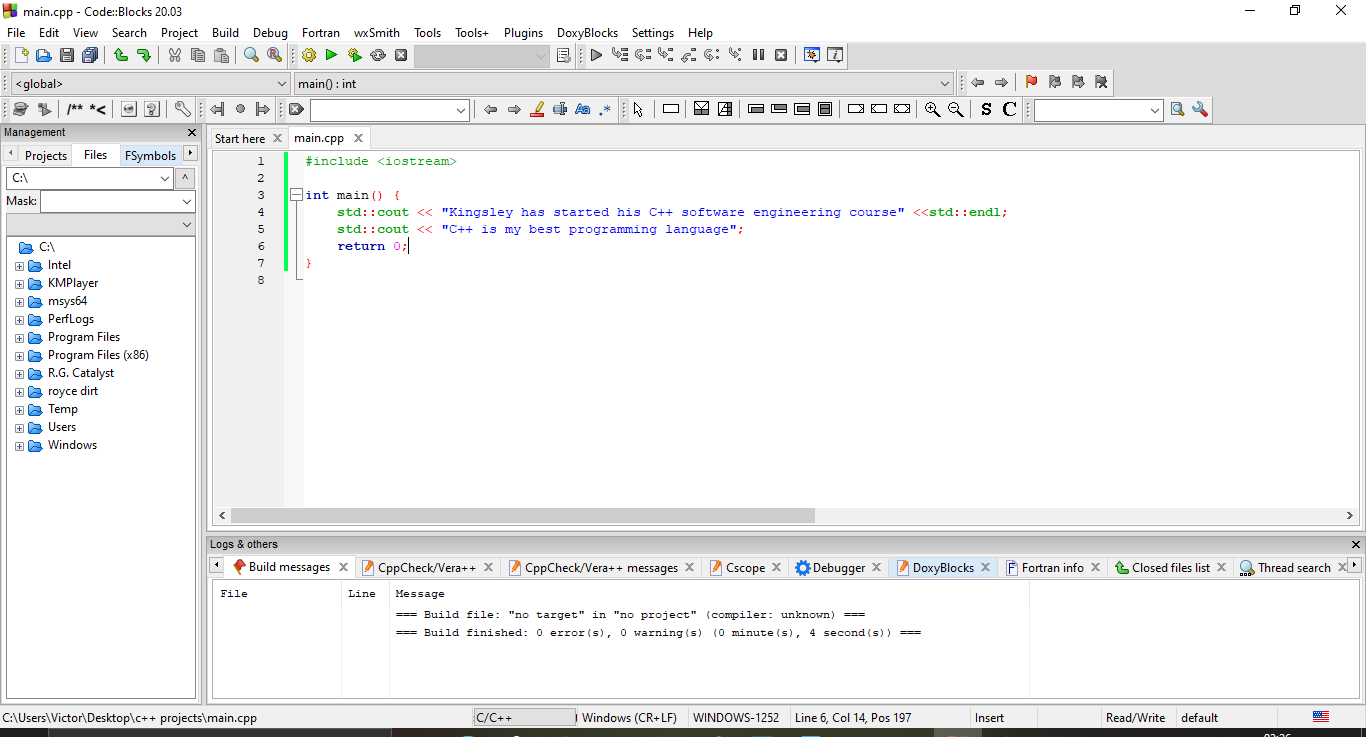 main.cpp - Code::Blocks 20.03
File Edit View Search Project Build Debug Fortran wxSmith Tools Tools+ Plugins DoxyBlocks Settings Help
<global> main() : int
/** *< Aa .* S C
Management
Projects Files FSymbols
C:\ ^
Mask:
C:\
Intel
KMPlayer
msys64
PerfLogs
Program Files
Program Files (x86)
R.G. Catalyst
royce dirt
Temp
Users
Windows
Start here main.cpp
1 #include <iostream>
2
3 int main() {
4 std::cout << "Kingsley has started his C++ software engineering course" <<std::endl;
5 std::cout << "C++ is my best programming language";
6 return 0;
7 }
8
Logs & others
Build messages CppCheck/Vera++ CppCheck/Vera++ messages Cscope Debugger DoxyBlocks Fortran info Closed files list Thread search
File Line Message
=== Build file: "no target" in "no project" (compiler: unknown) ===
=== Build finished: 0 error(s), 0 warning(s) (0 minute(s), 4 second(s)) ===
C:\Users\Victor\Desktop\c++ projects\main.cpp C/C++ Windows (CR+LF) WINDOWS-1252 Line 6, Col 14, Pos 197 Insert Read/Write default